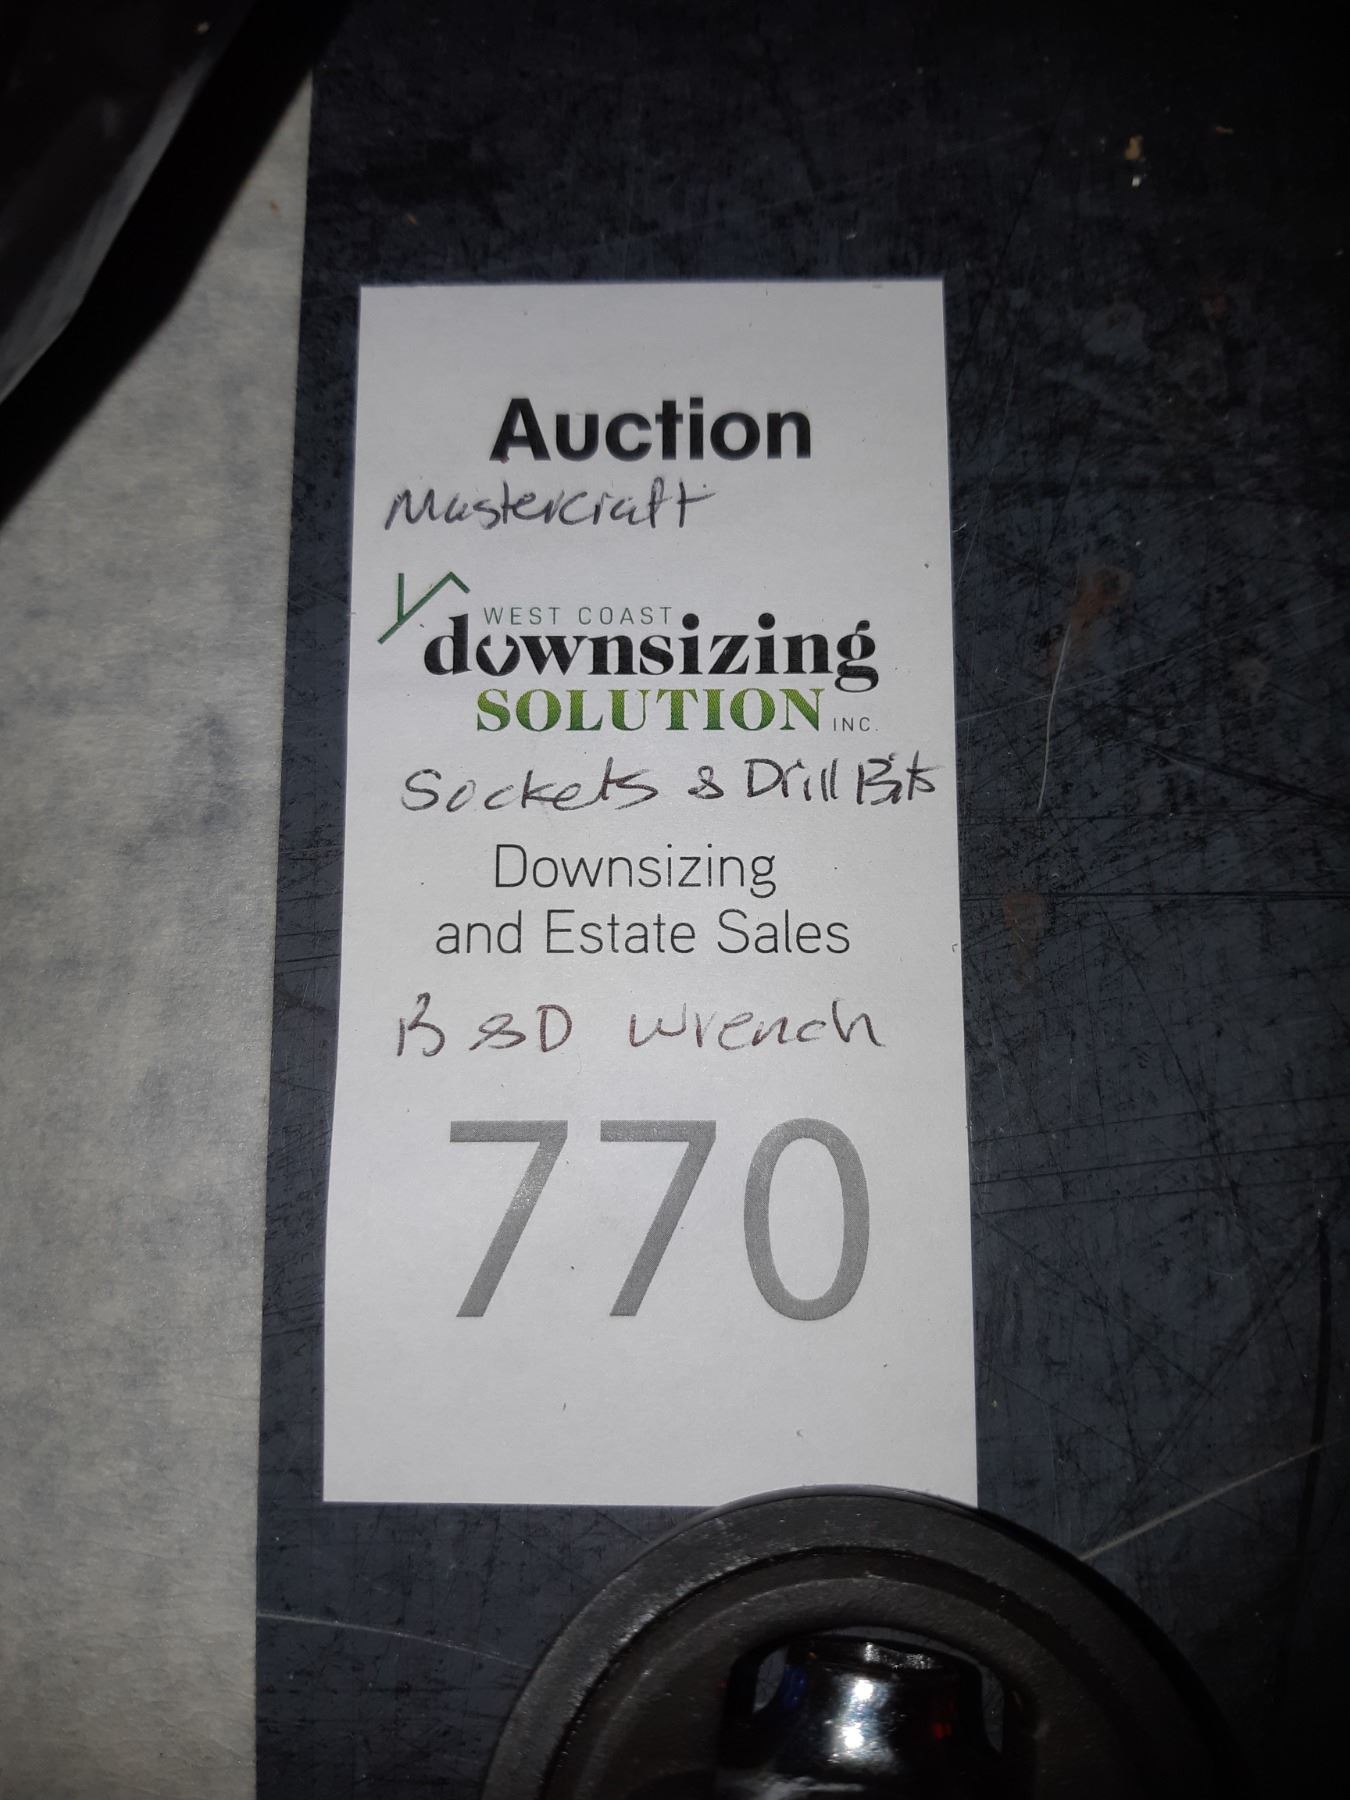 Auction
Mastercraft
WEST COAST
downsizing
SOLUTION INC.
Sockets & Drill Bits
Downsizing
and Estate Sales
B & D wrench
770